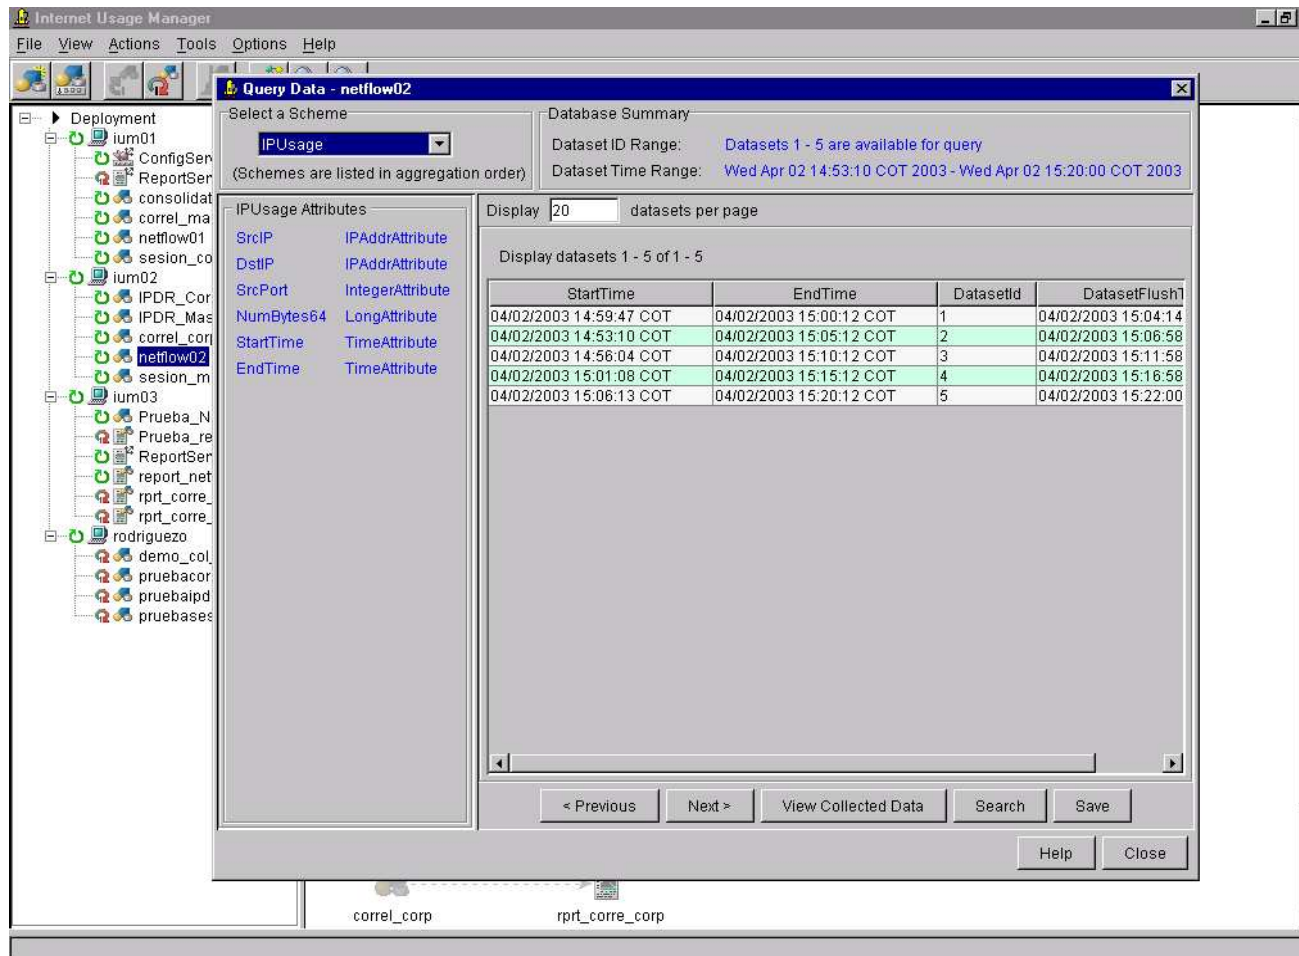 Internet Usage Manager
File View Actions Tools Options Help
Query Data - netflow02
Select a Scheme
IPUsage
(Schemes are listed in aggregation order)
Database Summary
Dataset ID Range: Datasets 1 - 5 are available for query
Dataset Time Range: Wed Apr 02 14:53:10 COT 2003 - Wed Apr 02 15:20:00 COT 2003
Deployment
ium01
ConfigSer
ReportSer
consolidat
correl_ma
netflow01
sesion_co
ium02
IPDR_Cor
IPDR_Mas
correl_cor
netflow02
sesion_m
ium03
Prueba_N
Prueba_re
ReportSer
report_net
rprt_corre_
rprt_corre_
rodriguezo
demo_col_
pruebacor
pruebaipd
pruebases
IPUsage Attributes
SrcIP IPAddrAttribute
DstIP IPAddrAttribute
SrcPort IntegerAttribute
NumBytes64 LongAttribute
StartTime TimeAttribute
EndTime TimeAttribute
Display 20 datasets per page
Display datasets 1 - 5 of 1 - 5
StartTime EndTime DatasetId DatasetFlushT
04/02/2003 14:59:47 COT 04/02/2003 15:00:12 COT 1 04/02/2003 15:04:14
04/02/2003 14:53:10 COT 04/02/2003 15:05:12 COT 2 04/02/2003 15:06:58
04/02/2003 14:56:04 COT 04/02/2003 15:10:12 COT 3 04/02/2003 15:11:58
04/02/2003 15:01:08 COT 04/02/2003 15:15:12 COT 4 04/02/2003 15:16:58
04/02/2003 15:06:13 COT 04/02/2003 15:20:12 COT 5 04/02/2003 15:22:00
< Previous Next > View Collected Data Search Save
Help Close
correl_corp rprt_corre_corp